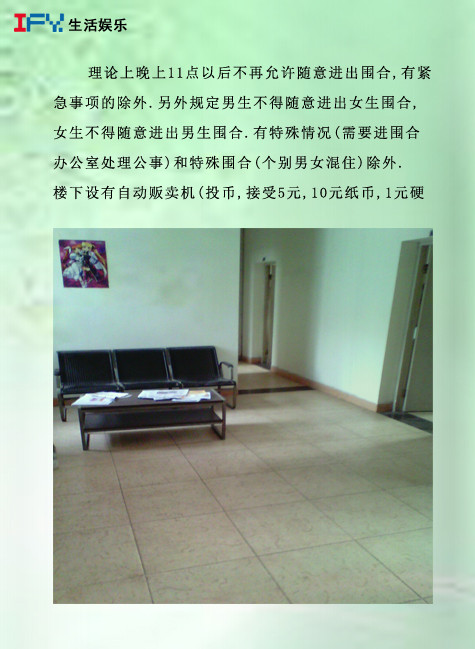 IFY. 生活娱乐
理论上晚上11点以后不再允许随意进出围合,有紧
急事项的除外.另外规定男生不得随意进出女生围合,
女生不得随意进出男生围合.有特殊情况(需要进围合
办公室处理公事)和特殊围合(个别男女混住)除外.
楼下设有自动贩卖机(投币,接受5元,10元纸币,1元硬